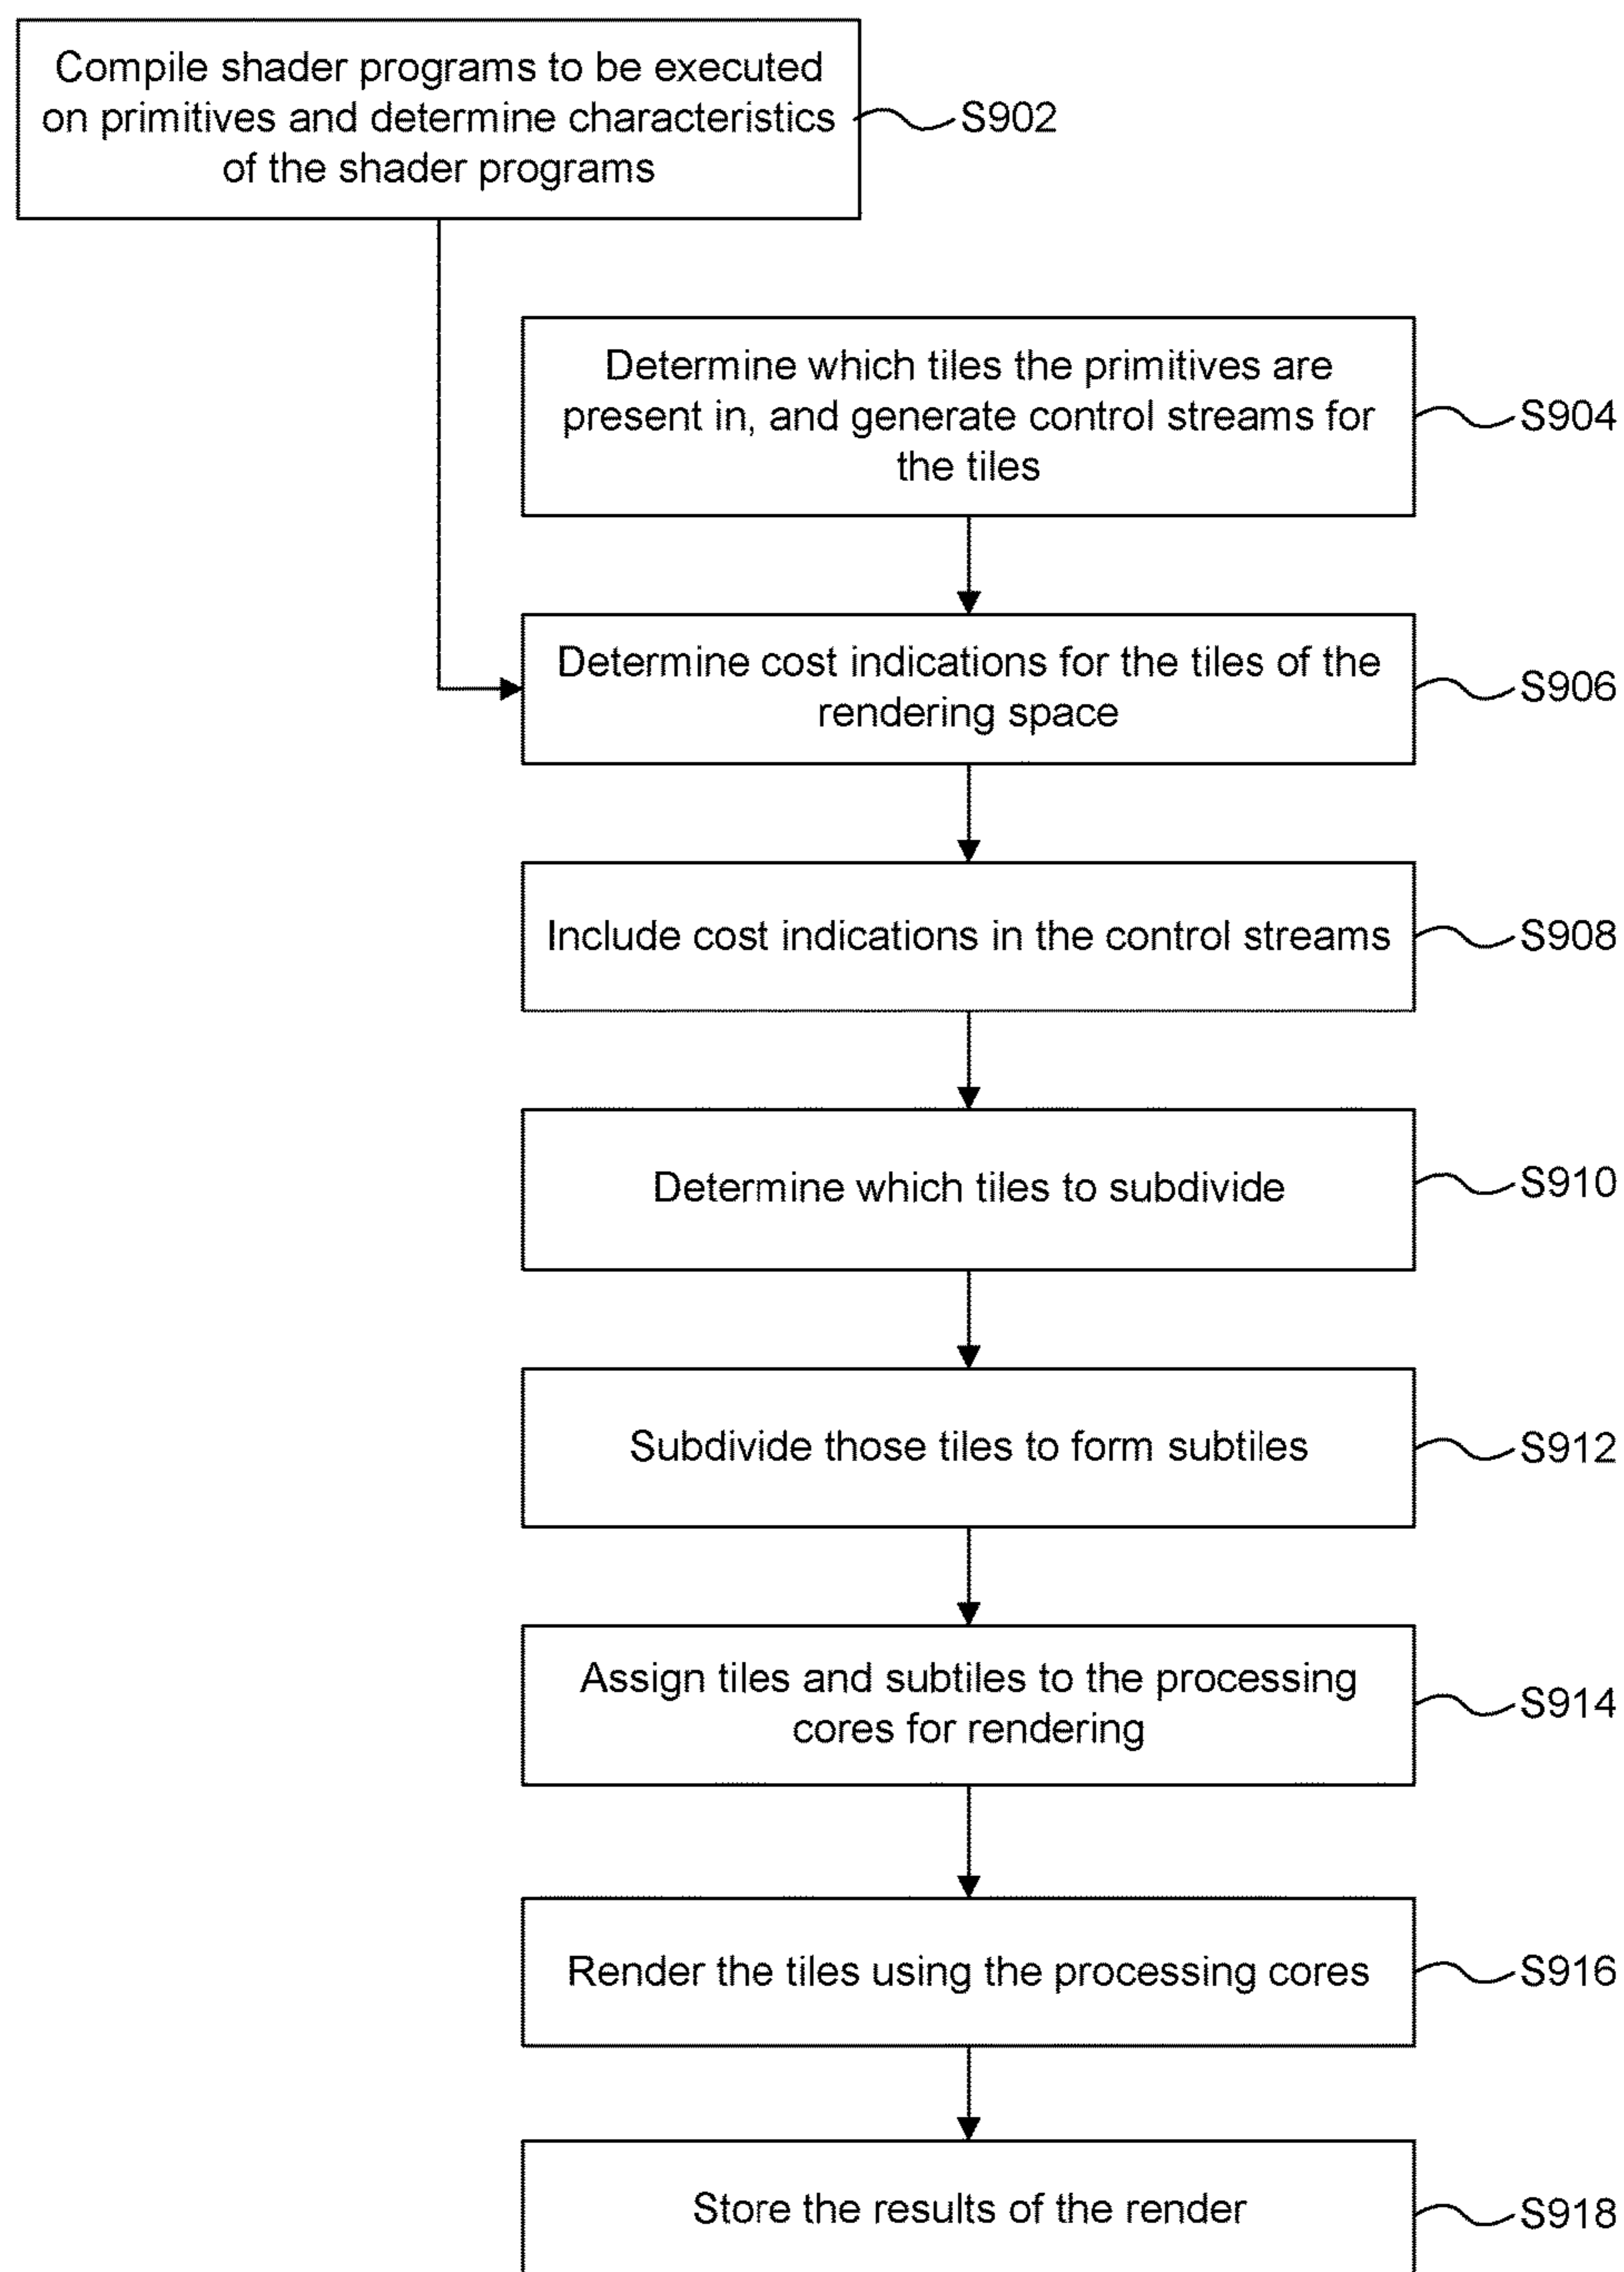 Compile shader programs to be executed
on primitives and determine characteristics
of the shader programs
S902
Determine which tiles the primitives are
present in, and generate control streams for
the tiles
S904
Determine cost indications for the tiles of the
rendering space
S906
Include cost indications in the control streams
S908
Determine which tiles to subdivide
S910
Subdivide those tiles to form subtiles
S912
Assign tiles and subtiles to the processing
cores for rendering
S914
Render the tiles using the processing cores
S916
Store the results of the render
S918